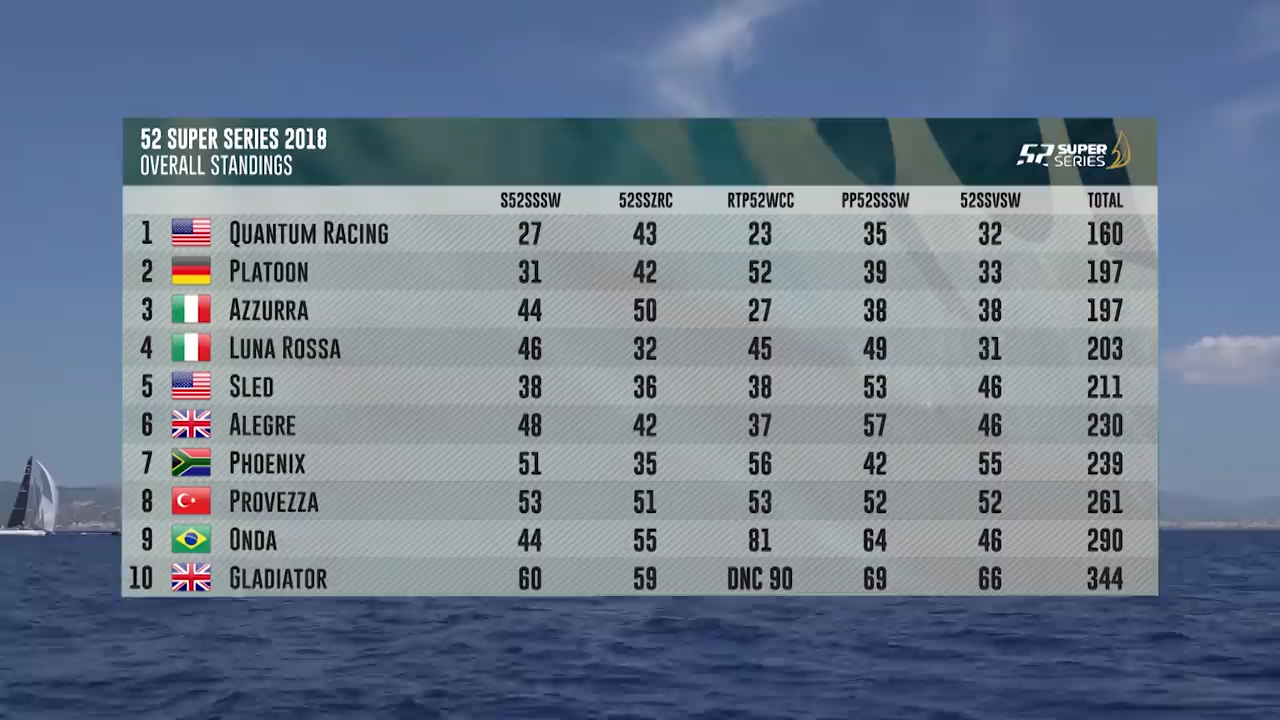 52 SUPER SERIES 2018
OVERALL STANDINGS
52 SUPER SERIES
S52SSSW 52SSZRC RTP52WCC PP52SSSW 52SSVSW TOTAL
1 QUANTUM RACING 27 43 23 35 32 160
2 PLATOON 31 42 52 39 33 197
3 AZZURRA 44 50 27 38 38 197
4 LUNA ROSSA 46 32 45 49 31 203
5 SLED 38 36 38 53 46 211
6 ALEGRE 48 42 37 57 46 230
7 PHOENIX 51 35 56 42 55 239
8 PROVEZZA 53 51 53 52 52 261
9 ONDA 44 55 81 64 46 290
10 GLADIATOR 60 59 DNC 90 69 66 344